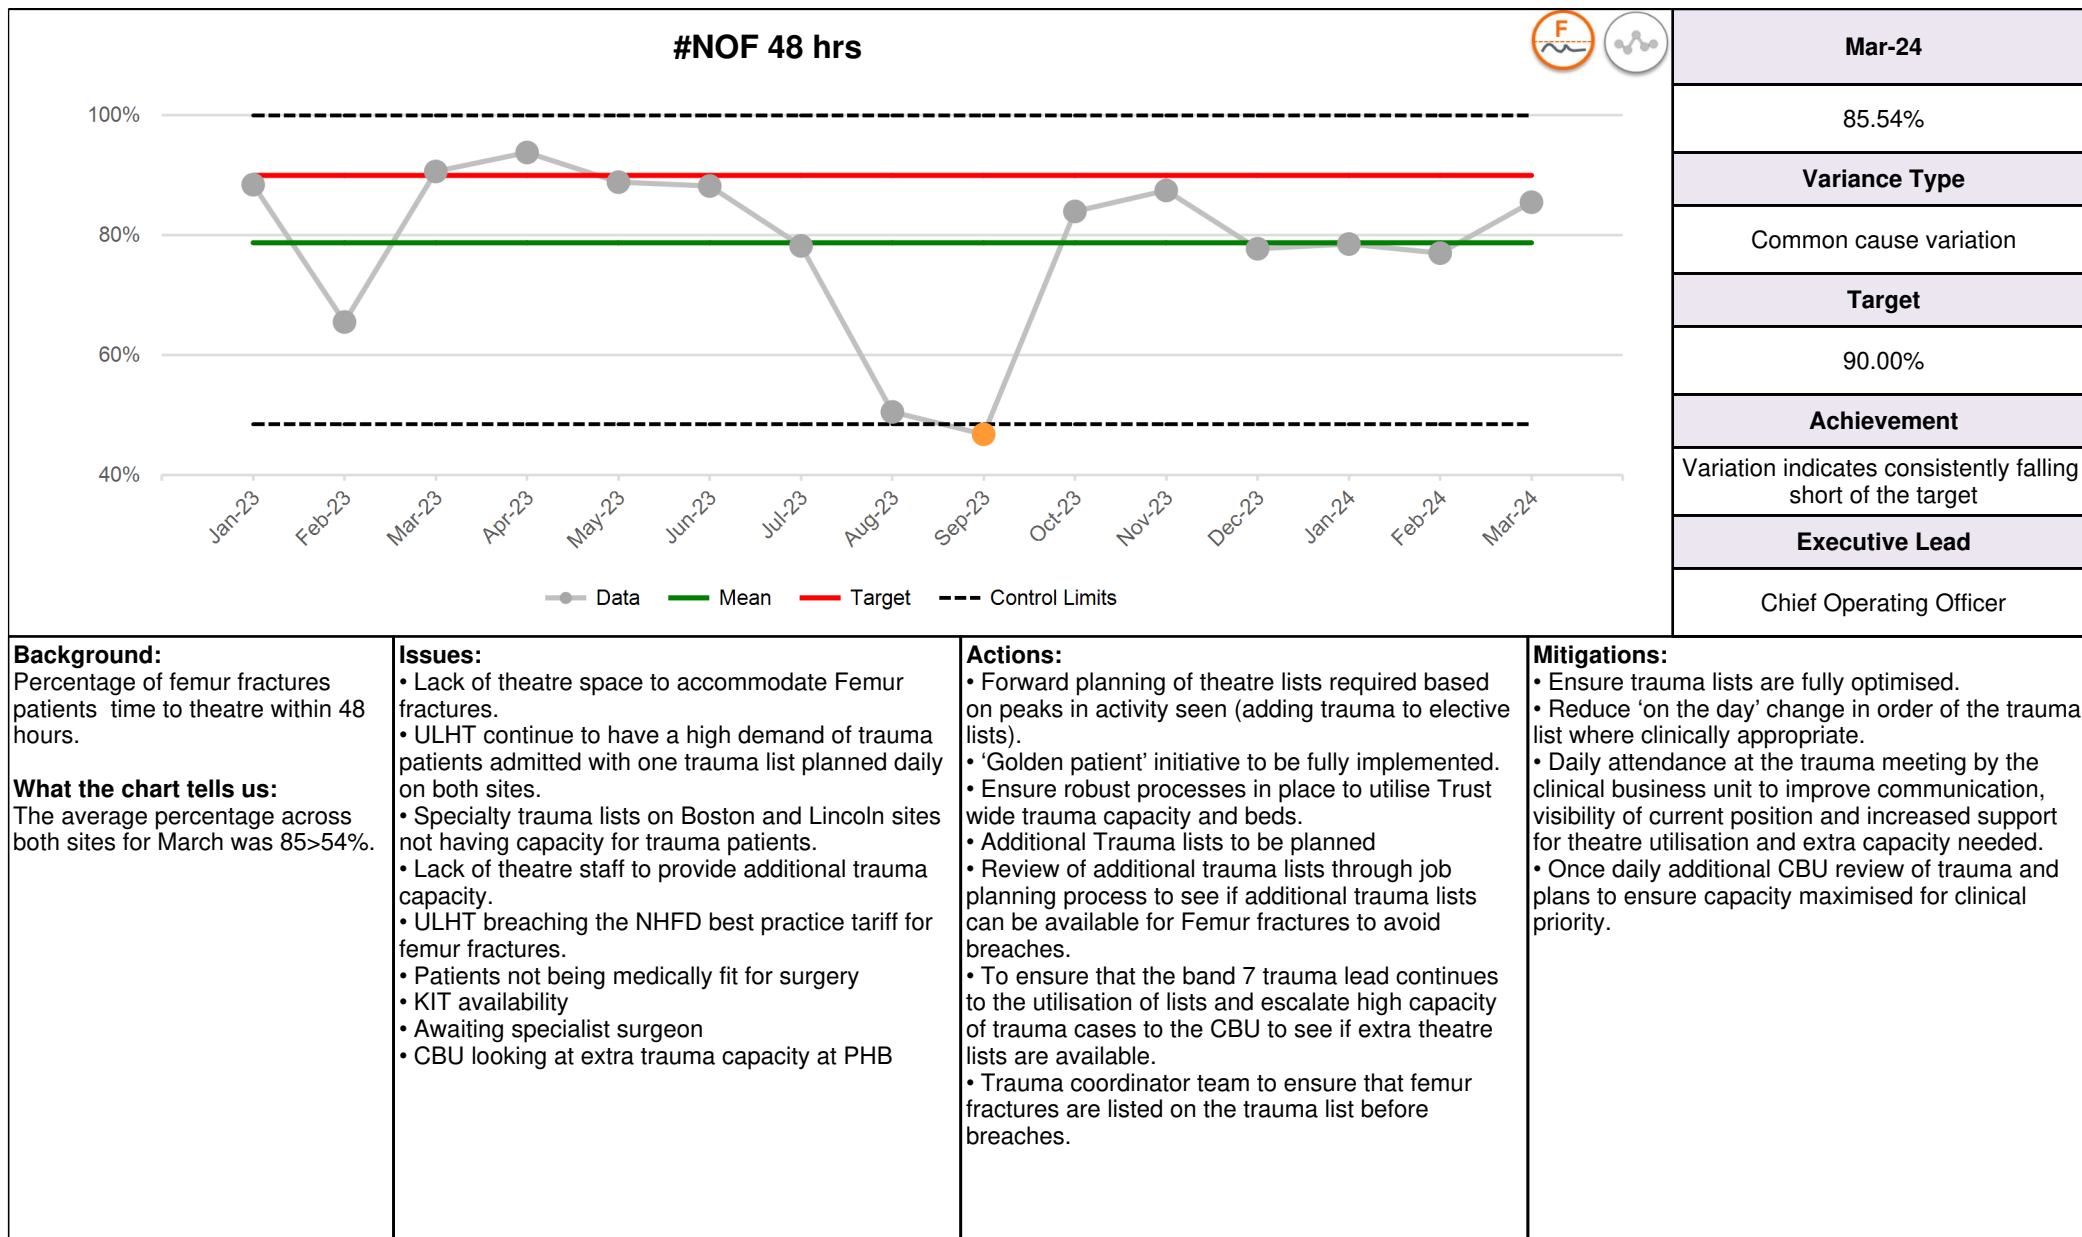 #NOF 48 hrs
F
100%
80%
60%
40%
Jan-23
Feb-23
Mar-23
Apr-23
May-23
Jun-23
Jul-23
Aug-23
Sep-23
Oct-23
Nov-23
Dec-23
Jan-24
Feb-24
Mar-24
Data
Mean
Target
Control Limits
Mar-24
85.54%
Variance Type
Common cause variation
Target
90.00%
Achievement
Variation indicates consistently falling
short of the target
Executive Lead
Chief Operating Officer
Background:
Percentage of femur fractures
patients  time to theatre within 48
hours.
What the chart tells us:
The average percentage across
both sites for March was 85>54%.
Issues:
• Lack of theatre space to accommodate Femur
fractures.
• ULHT continue to have a high demand of trauma
patients admitted with one trauma list planned daily
on both sites.
• Specialty trauma lists on Boston and Lincoln sites
not having capacity for trauma patients.
• Lack of theatre staff to provide additional trauma
capacity.
• ULHT breaching the NHFD best practice tariff for
femur fractures.
• Patients not being medically fit for surgery
• KIT availability
• Awaiting specialist surgeon
• CBU looking at extra trauma capacity at PHB
Actions:
• Forward planning of theatre lists required based
on peaks in activity seen (adding trauma to elective
lists).
• ‘Golden patient’ initiative to be fully implemented.
• Ensure robust processes in place to utilise Trust
wide trauma capacity and beds.
• Additional Trauma lists to be planned
• Review of additional trauma lists through job
planning process to see if additional trauma lists
can be available for Femur fractures to avoid
breaches.
• To ensure that the band 7 trauma lead continues
to the utilisation of lists and escalate high capacity
of trauma cases to the CBU to see if extra theatre
lists are available.
• Trauma coordinator team to ensure that femur
fractures are listed on the trauma list before
breaches.
Mitigations:
• Ensure trauma lists are fully optimised.
• Reduce ‘on the day’ change in order of the trauma
list where clinically appropriate.
• Daily attendance at the trauma meeting by the
clinical business unit to improve communication,
visibility of current position and increased support
for theatre utilisation and extra capacity needed.
• Once daily additional CBU review of trauma and
plans to ensure capacity maximised for clinical
priority.